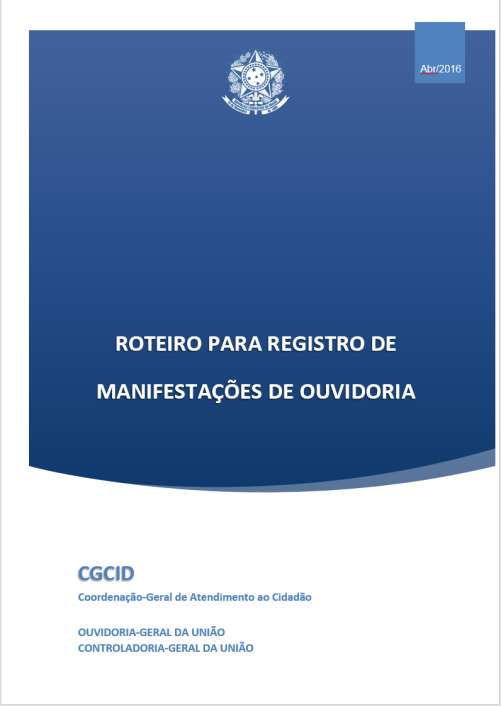 Abr/2016
ROTEIRO PARA REGISTRO DE
MANIFESTAÇÕES DE OUVIDORIA
CGCID
Coordenação-Geral de Atendimento ao Cidadão
OUVIDORIA-GERAL DA UNIÃO
CONTROLADORIA-GERAL DA UNIÃO